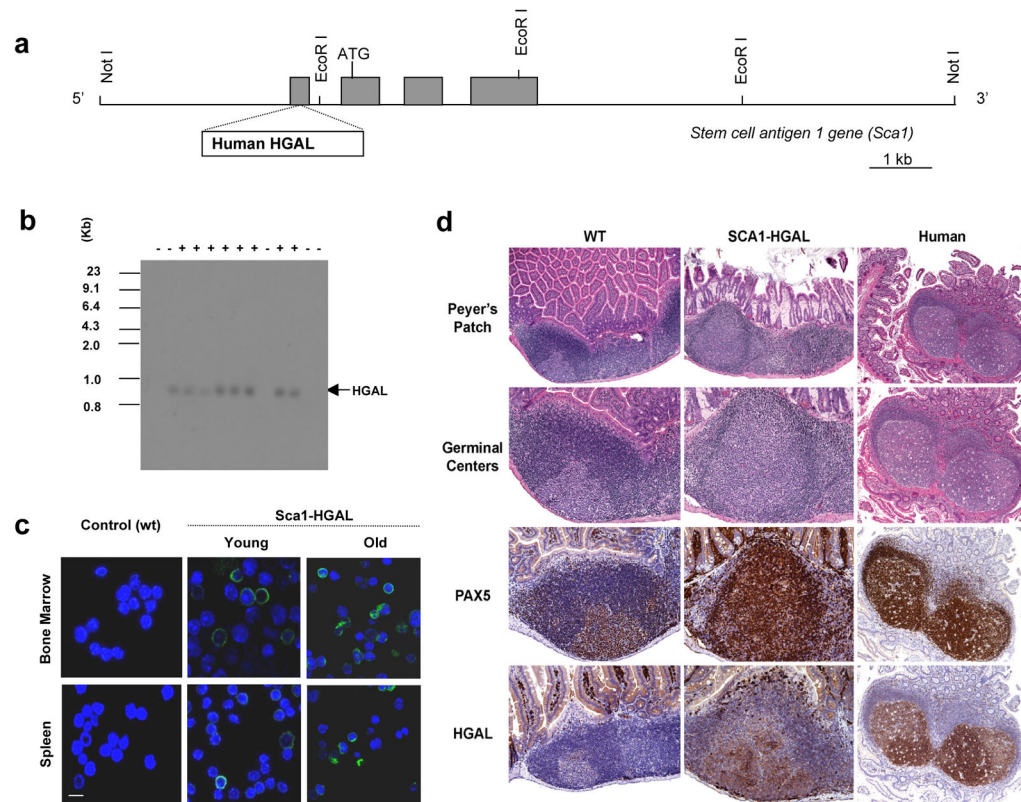 a
Not I
EcoR I
ATG
EcoR I
EcoR I
Not I
5’
3’
Human HGAL
Stem cell antigen 1 gene (Sca1)
1 kb
b
(Kb)
- - + + + + + + - + + - -
23
9.1
6.4
4.3
2.0
1.0
0.8
HGAL
c
Control (wt)
Sca1-HGAL
Young
Old
Bone Marrow
Spleen
d
WT
SCA1-HGAL
Human
Peyer’s
Patch
Germinal
Centers
PAX5
HGAL